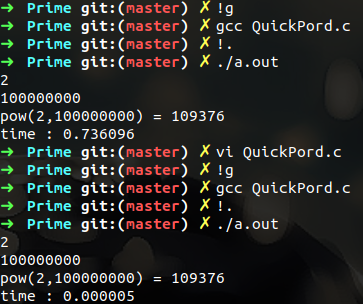 ➜ Prime git:(master) ✗ !g
➜ Prime git:(master) ✗ gcc QuickPord.c
➜ Prime git:(master) ✗ !.
➜ Prime git:(master) ✗ ./a.out
2
100000000
pow(2,100000000) = 109376
time : 0.736096
➜ Prime git:(master) ✗ vi QuickPord.c
➜ Prime git:(master) ✗ !g
➜ Prime git:(master) ✗ gcc QuickPord.c
➜ Prime git:(master) ✗ !.
➜ Prime git:(master) ✗ ./a.out
2
100000000
pow(2,100000000) = 109376
time : 0.000005